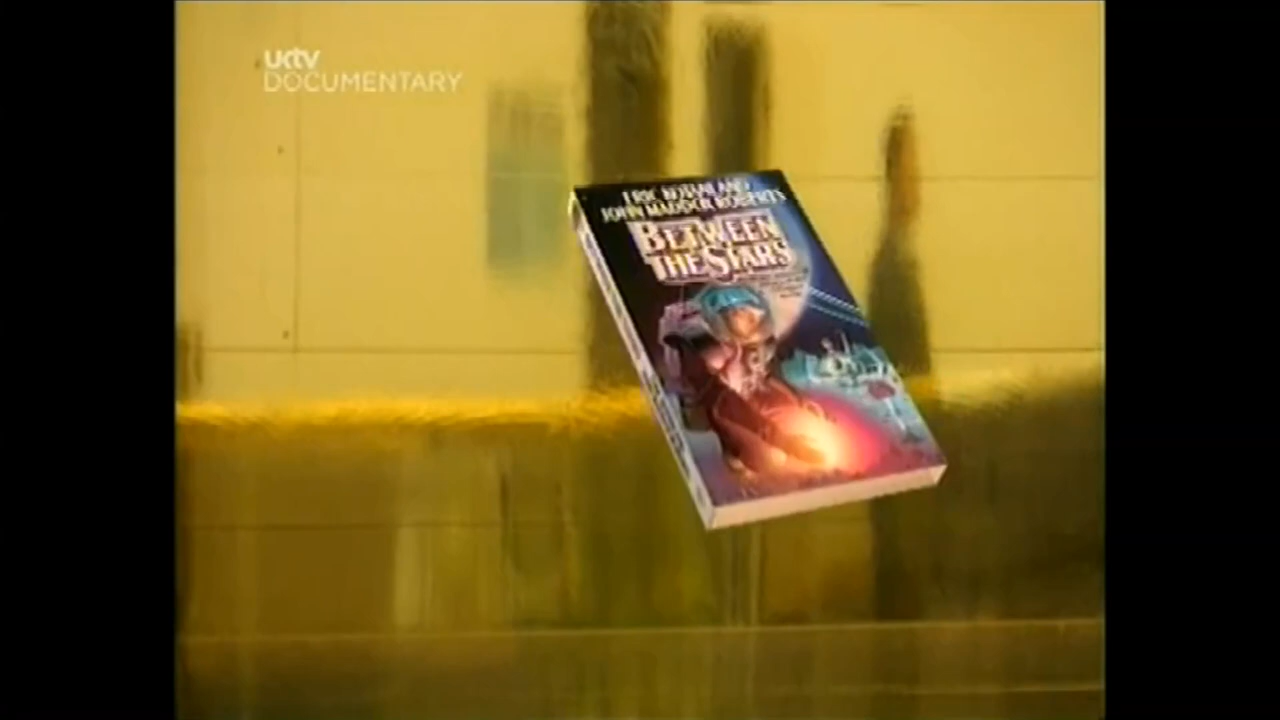 UKTV
DOCUMENTARY
ERIC KOTANI AND
JOHN MADDOX ROBERTS
BETWEEN
THE STARS